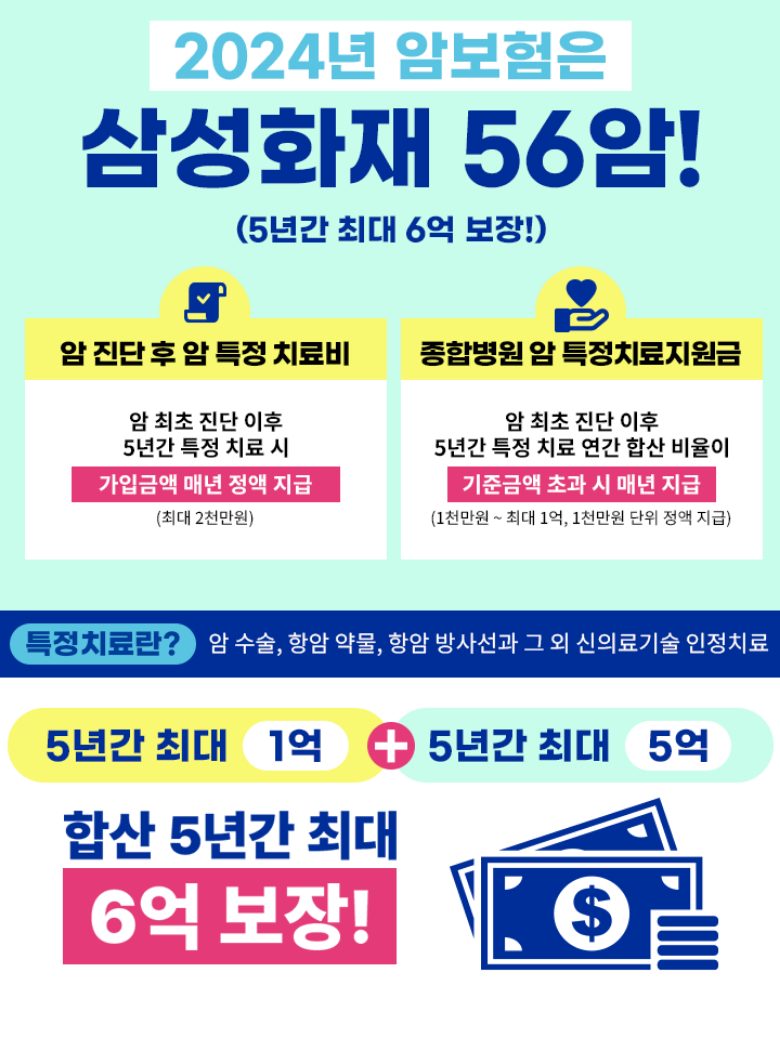 2024년 암보험은
삼성화재 56암!
(5년간 최대 6억 보장!)
암 진단 후 암 특정 치료비
암 최초 진단 이후
5년간 특정 치료 시
가입금액 매년 정액 지급
(최대 2천만원)
종합병원 암 특정치료지원금
암 최초 진단 이후
5년간 특정 치료 연간 합산 비율이
기준금액 초과 시 매년 지급
(1천만원 ~ 최대 1억, 1천만원 단위 정액 지급)
특정치료란? 암 수술, 항암 약물, 항암 방사선과 그 외 신의료기술 인정치료
5년간 최대 1억 + 5년간 최대 5억
합산 5년간 최대
6억 보장!
$